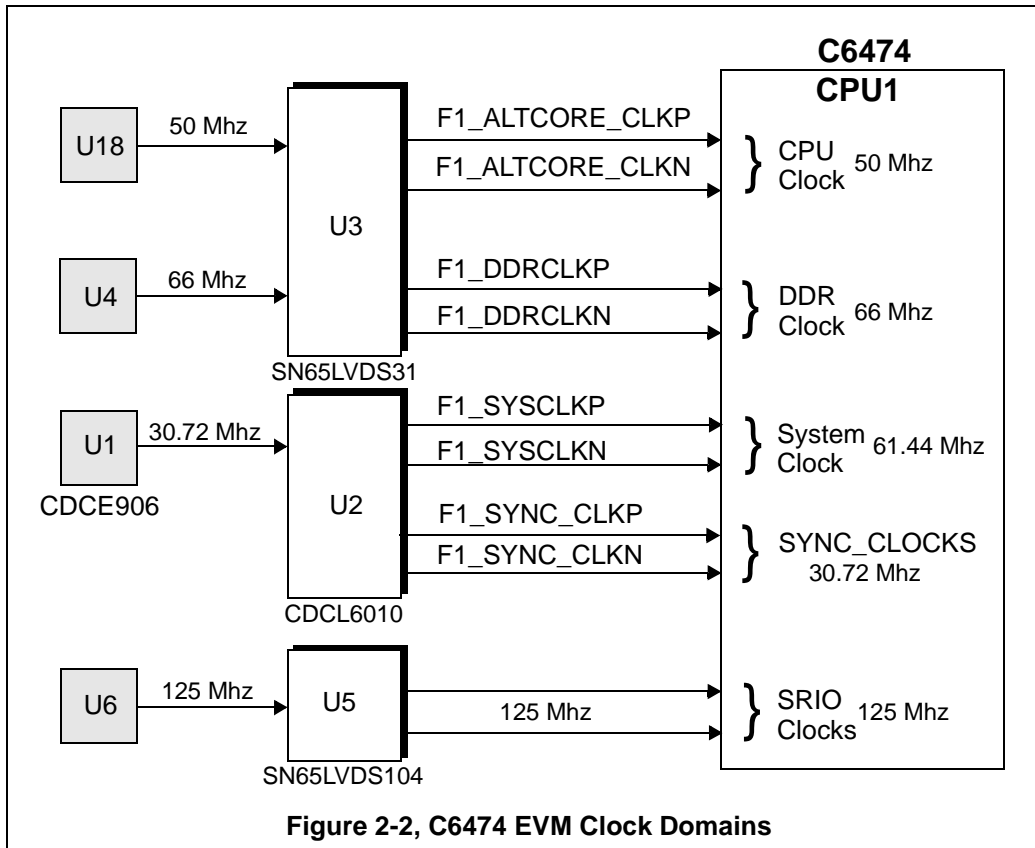 C6474
CPU1
U18
50 Mhz
U3
F1_ALTCORE_CLKP
F1_ALTCORE_CLKN
CPU
Clock
50 Mhz
U4
66 Mhz
F1_DDRCLKP
F1_DDRCLKN
DDR
Clock
66 Mhz
SN65LVDS31
U1
30.72 Mhz
CDCE906
U2
F1_SYSCLKP
F1_SYSCLKN
System
Clock
61.44 Mhz
F1_SYNC_CLKP
F1_SYNC_CLKN
SYNC_CLOCKS
30.72 Mhz
CDCL6010
U6
125 Mhz
U5
125 Mhz
SRIO
Clocks
125 Mhz
SN65LVDS104
Figure 2-2, C6474 EVM Clock Domains